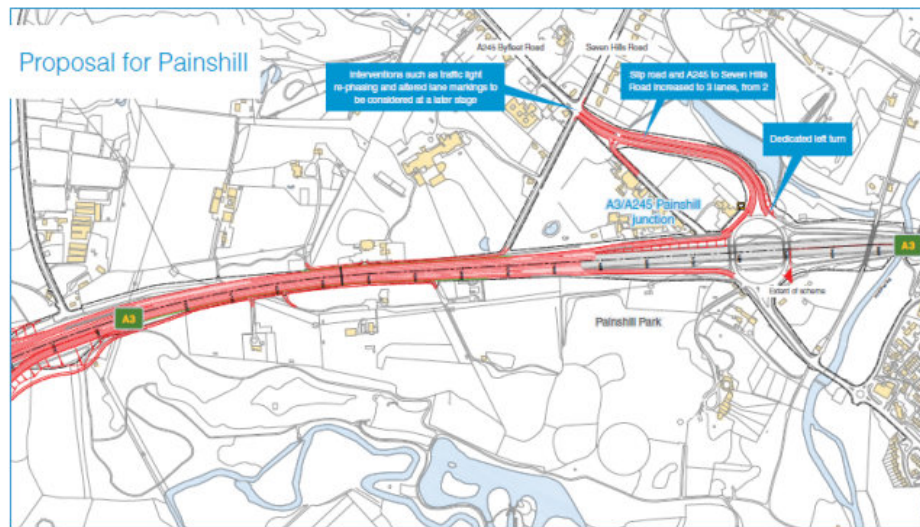 Proposal for Painshill
A245 Byfleet Road
Seven Hills Road
Interventions such as traffic light
re-phasing and altered lane markings to
be considered at a later stage
Slip road and A245 to Seven Hills
Road increased to 3 lanes, from 2
Dedicated left turn
A3/A245 Painshill
junction
A3
Extent of scheme
A3
Painshill Park